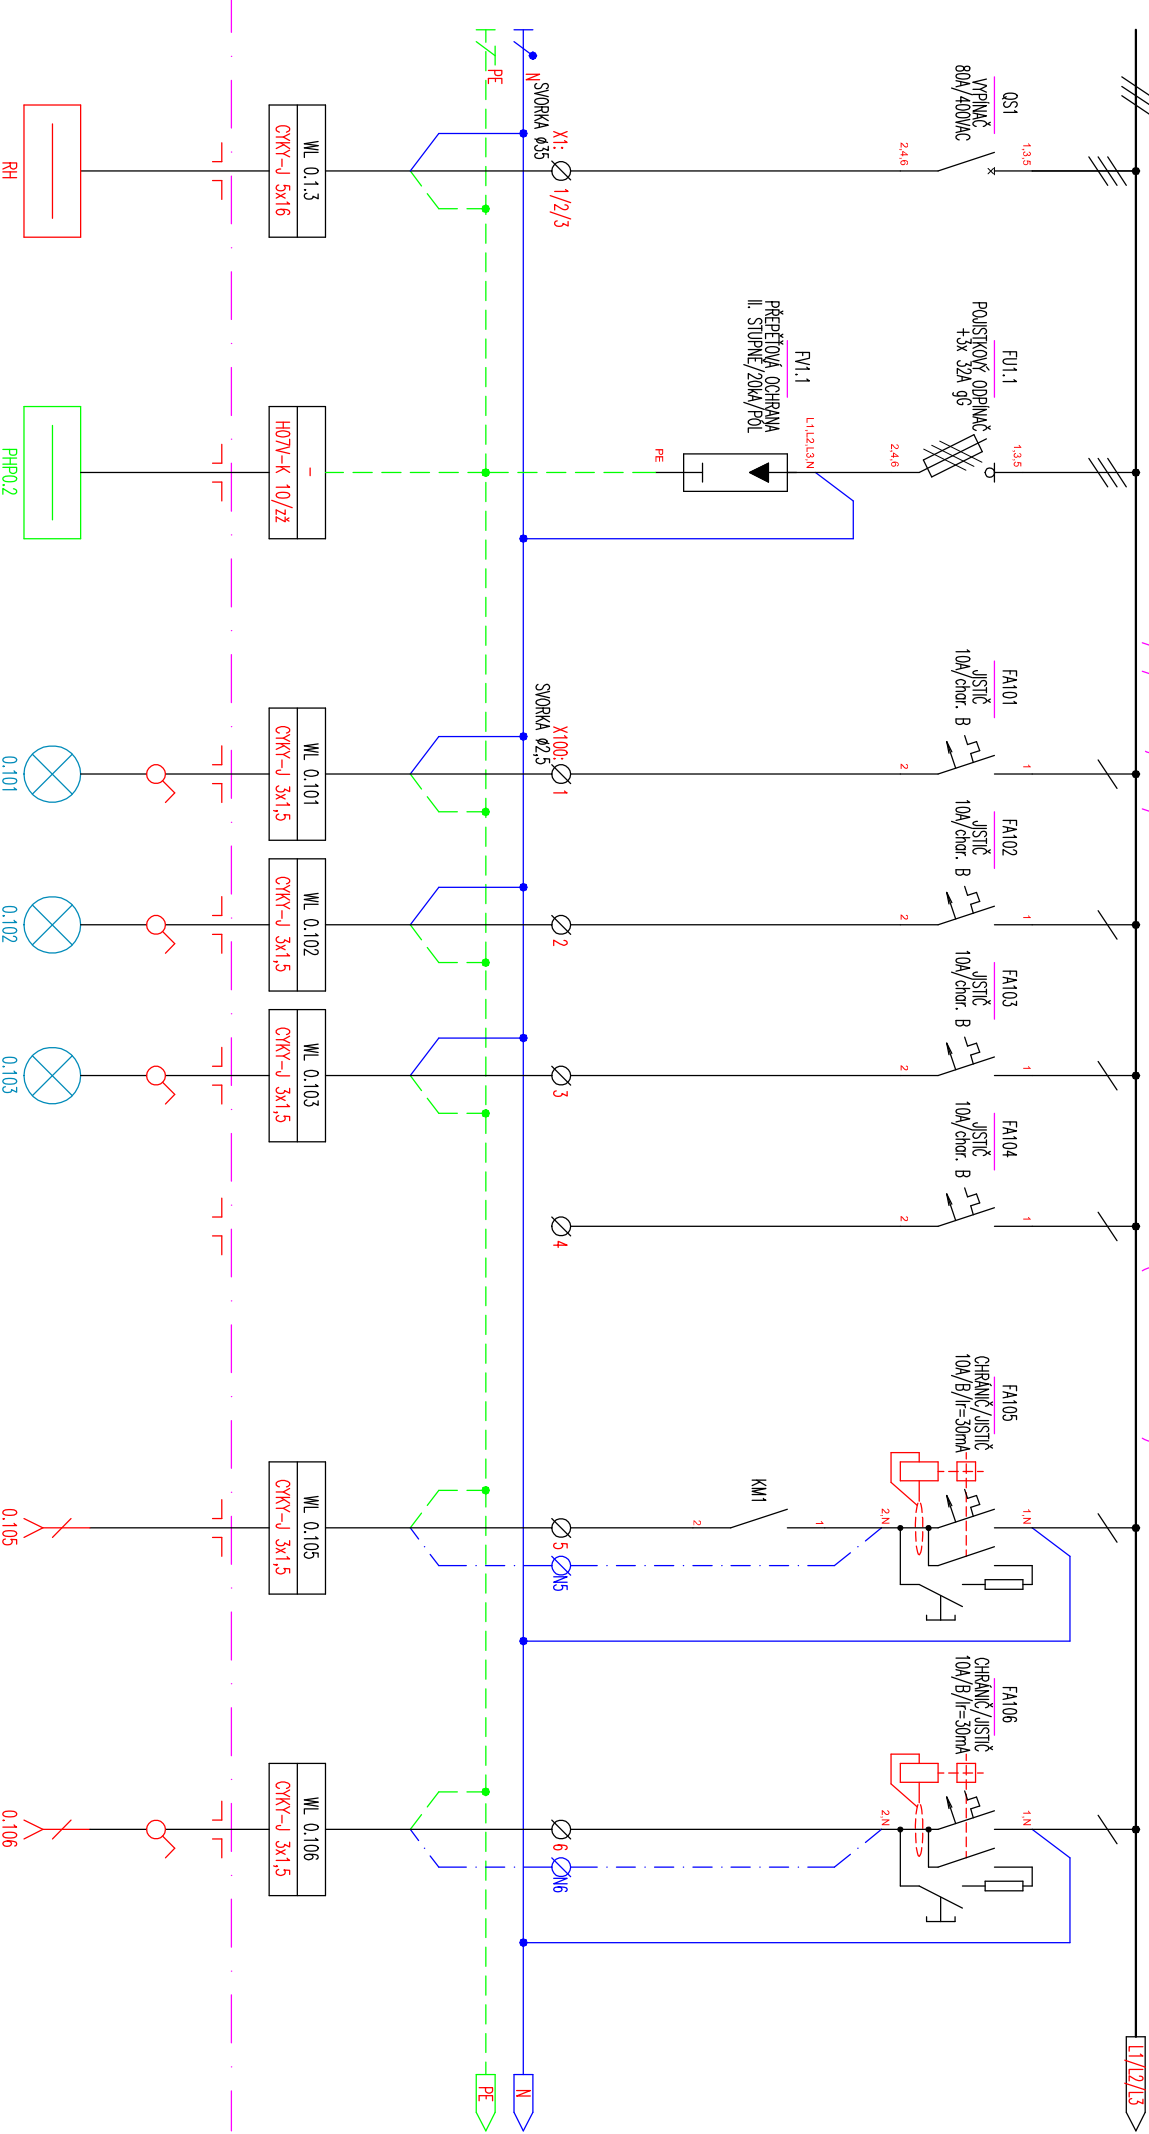 QS1
VYPÍNAČ
80A/400VAC
1,3,5
2,4,6
N
PE
SVORKA ø35
X1:
1/2/3
WL 0.1.3
CYKY-J 5x16
RH
FU1.1
POJISTKOVÝ ODPÍNAČ
+3x 32A gG
1,3,5
2,4,6
FV1.1
PŘEPĚŤOVÁ OCHRANA
II. STUPNĚ/20kA/PÓL
L1,L2,L3,N
PE
-
H07V-K 10/zž
PHP0.2
FA101
JISTIČ
10A/char. B
1
2
SVORKA ø2,5
X100:
1
WL 0.101
CYKY-J 3x1,5
0.101
FA102
JISTIČ
10A/char. B
1
2
2
WL 0.102
CYKY-J 3x1,5
0.102
FA103
JISTIČ
10A/char. B
1
2
3
WL 0.103
CYKY-J 3x1,5
0.103
FA104
JISTIČ
10A/char. B
1
2
4
FA105
CHRÁNIČ/JISTIČ
10A/B/Ir=30mA
1,N
2,N
KM1
1
2
5
N5
WL 0.105
CYKY-J 3x1,5
0.105
FA106
CHRÁNIČ/JISTIČ
10A/B/Ir=30mA
1,N
2,N
6
N6
WL 0.106
CYKY-J 3x1,5
0.106
L1/L2/L3
N
PE